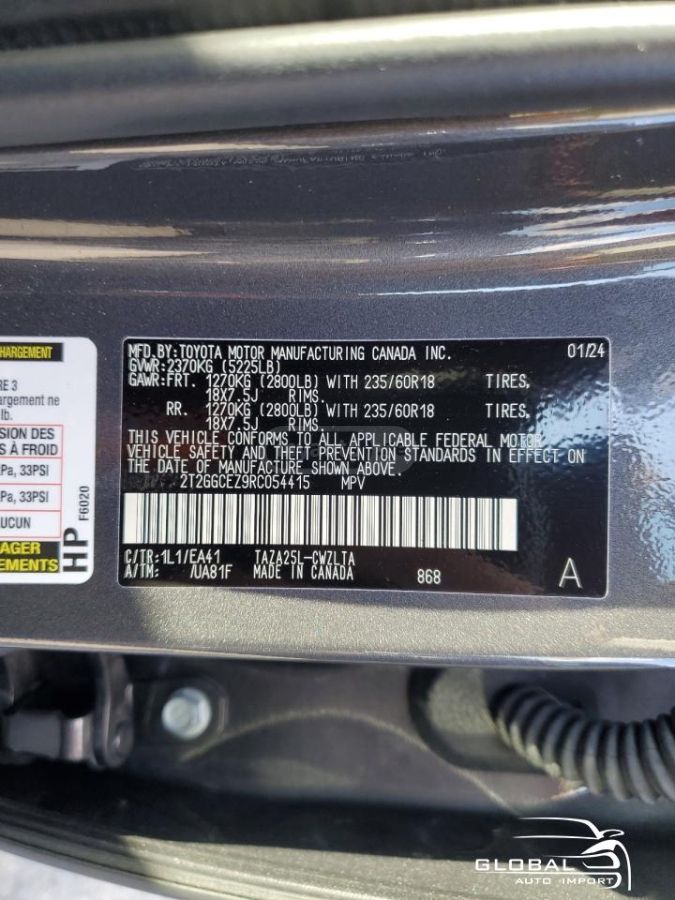 HARGEMENT
RE 3
hargement ne
lb.
SION DES
S À FROID
Pa, 33PSI
Pa, 33PSI
AUCUN
AGER
EMENTS
HP
F6020
MFD.BY:TOYOTA MOTOR MANUFACTURING CANADA INC. 01/24
GVWR:2370KG (5225LB)
GAWR:FRT. 1270KG (2800LB) WITH 235/60R18 TIRES,
18X7.5J RIMS.
RR. 1270KG (2800LB) WITH 235/60R18 TIRES,
18X7.5J RIMS.
THIS VEHICLE CONFORMS TO ALL APPLICABLE FEDERAL MOTOR
VEHICLE SAFETY AND THEFT PREVENTION STANDARDS IN EFFECT ON
THE DATE OF MANUFACTURE SHOWN ABOVE.
2T2GGCEZ9RC054415 MPV
C/TR:1L1/EA41 TAZA25L-CWZLTA
A/TM: /UA81F MADE IN CANADA 868 A
GLOBAL
AUTO IMPORT